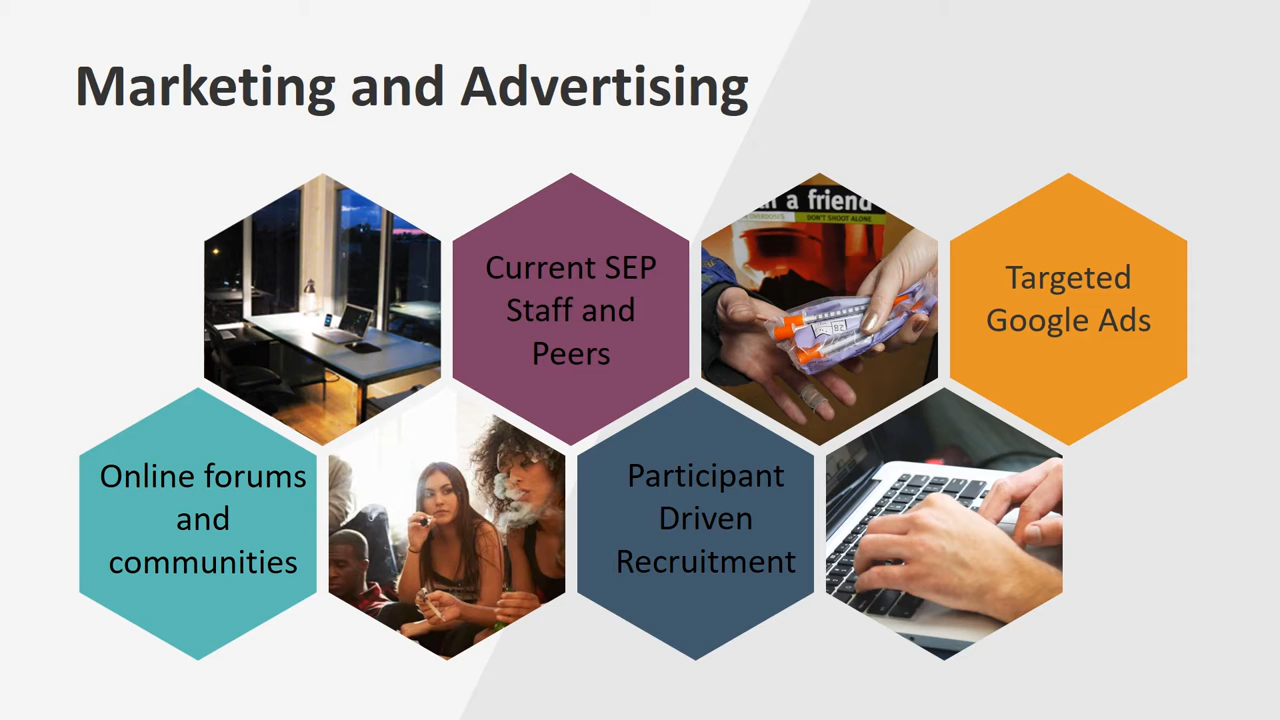 Marketing and Advertising
Current SEP
Staff and
Peers
a friend
DON'T SHOOT ALONE
Targeted
Google Ads
Online forums
and
communities
Participant
Driven
Recruitment